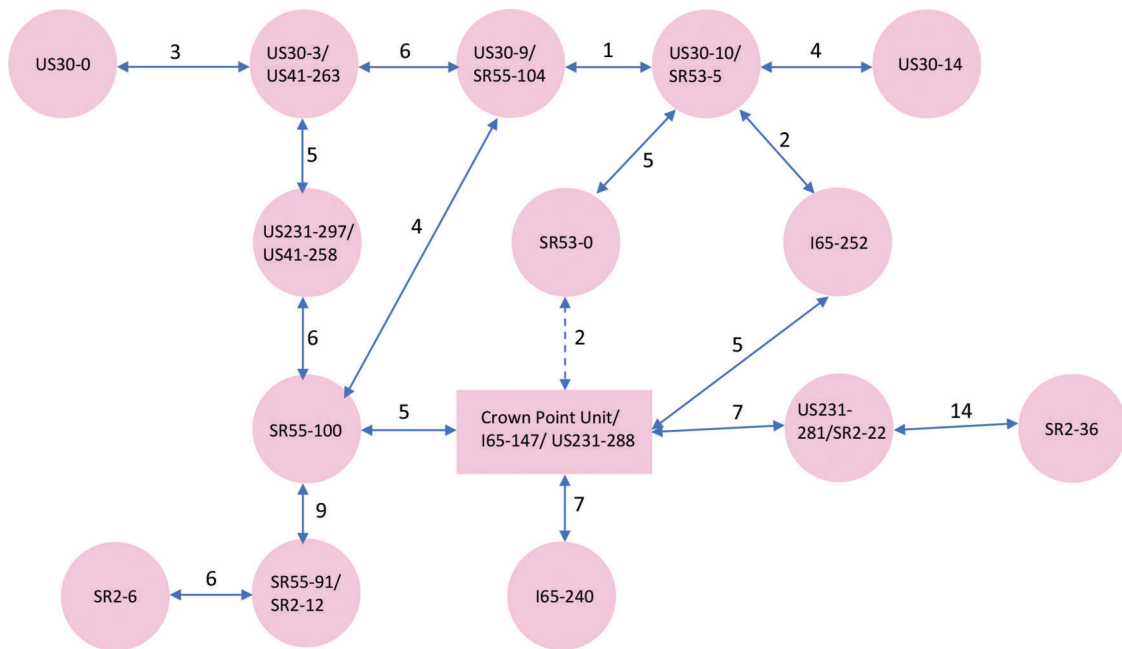 US30-0
3
US30-3/
US41-263
6
US30-9/
SR55-104
1
US30-10/
SR53-5
4
US30-14
5
4
5
2
US231-297/
US41-258
SR53-0
I65-252
6
2
5
SR55-100
5
Crown Point Unit/
I65-147/ US231-288
7
US231-
281/SR2-22
14
SR2-36
9
7
SR2-6
6
SR55-91/
SR2-12
I65-240